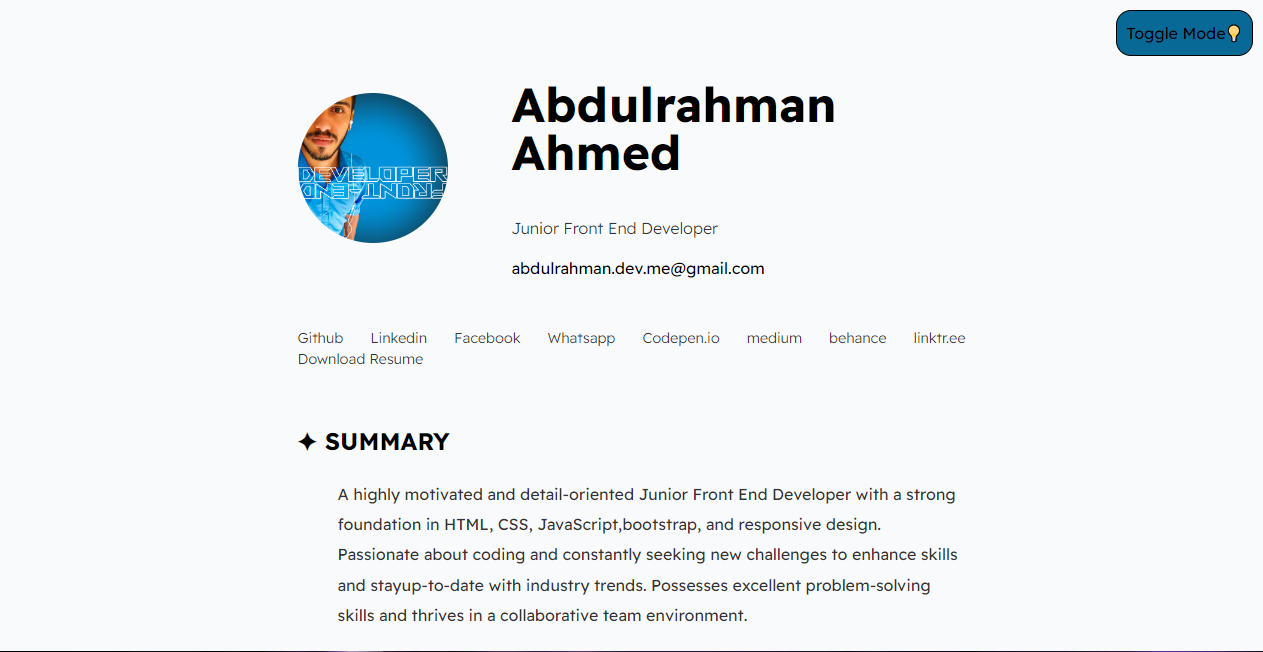 Toggle Mode💡
Abdulrahman
Ahmed
DEVELOPER
FRONT-END
Junior Front End Developer
abdulrahman.dev.me@gmail.com
Github Linkedin Facebook Whatsapp Codepen.io medium behance linktr.ee
Download Resume
✦ SUMMARY
A highly motivated and detail-oriented Junior Front End Developer with a strong
foundation in HTML, CSS, JavaScript,bootstrap, and responsive design.
Passionate about coding and constantly seeking new challenges to enhance skills
and stayup-to-date with industry trends. Possesses excellent problem-solving
skills and thrives in a collaborative team environment.